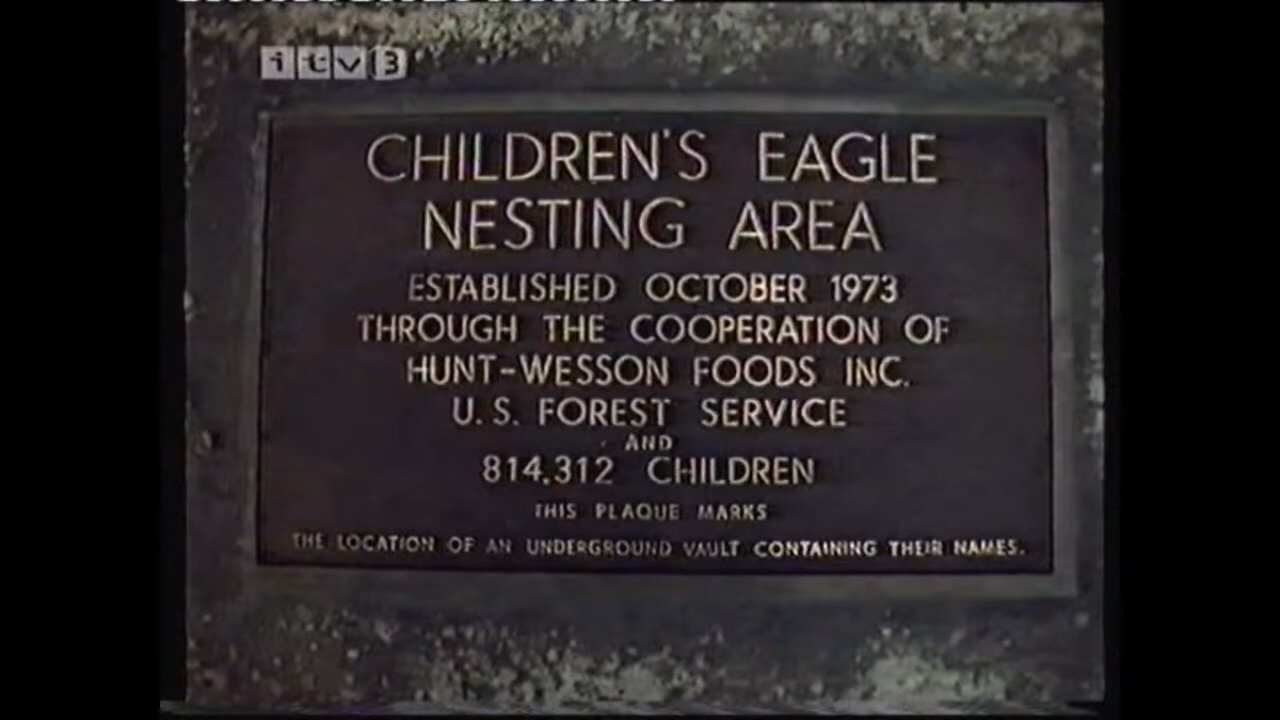 itv3
CHILDREN'S EAGLE
NESTING AREA
ESTABLISHED OCTOBER 1973
THROUGH THE COOPERATION OF
HUNT-WESSON FOODS INC.
U.S. FOREST SERVICE
AND
814,312 CHILDREN
THIS PLAQUE MARKS
THE LOCATION OF AN UNDERGROUND VAULT CONTAINING THEIR NAMES.